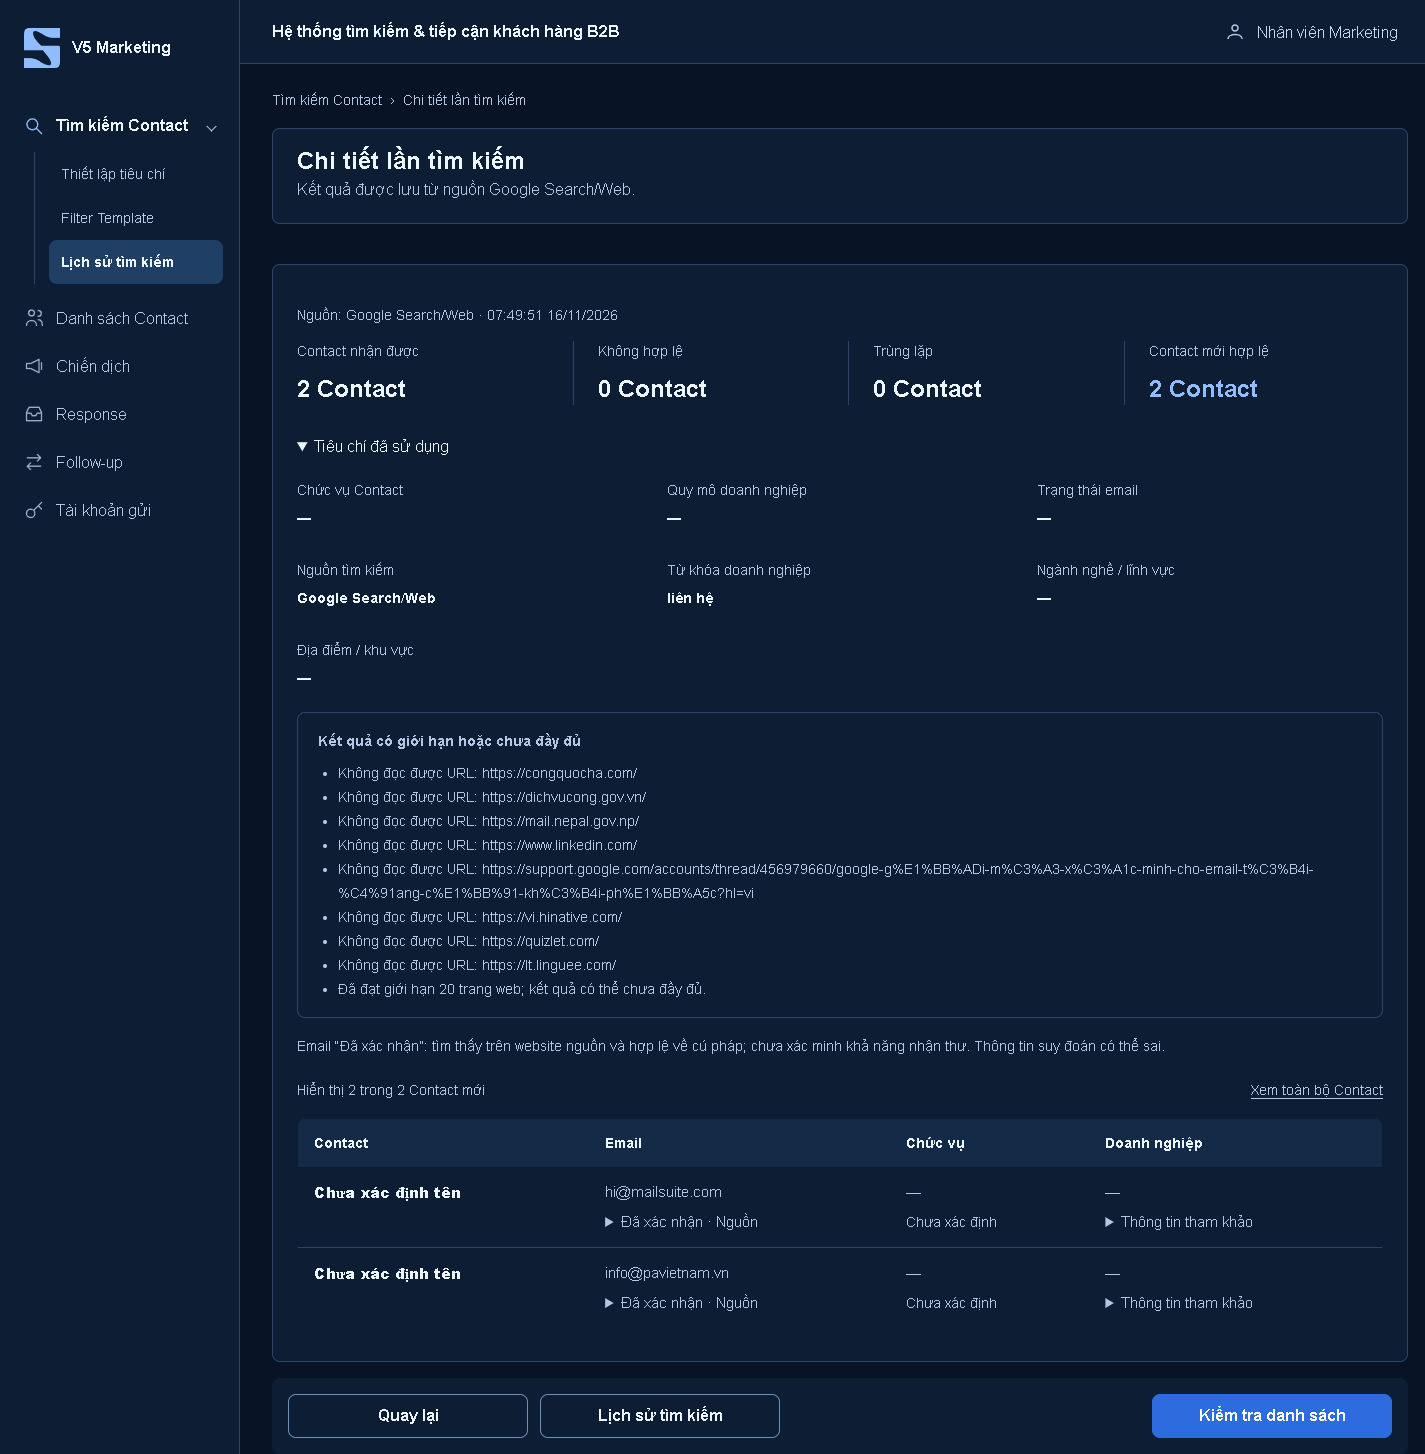 V5 Marketing
Tìm kiếm Contact
Thiết lập tiêu chí
Filter Template
Lịch sử tìm kiếm
Danh sách Contact
Chiến dịch
Response
Follow-up
Tài khoản gửi
Hệ thống tìm kiếm & tiếp cận khách hàng B2B
Nhân viên Marketing
Tìm kiếm Contact › Chi tiết lần tìm kiếm
Chi tiết lần tìm kiếm
Kết quả được lưu từ nguồn Google Search/Web.
Nguồn: Google Search/Web · 07:49:51 16/11/2026
Contact nhận được
2 Contact
Không hợp lệ
0 Contact
Trùng lặp
0 Contact
Contact mới hợp lệ
2 Contact
▼ Tiêu chí đã sử dụng
Chức vụ Contact
—
Quy mô doanh nghiệp
—
Trạng thái email
—
Nguồn tìm kiếm
Google Search/Web
Từ khóa doanh nghiệp
liên hệ
Ngành nghề / lĩnh vực
—
Địa điểm / khu vực
—
Kết quả có giới hạn hoặc chưa đầy đủ
• Không đọc được URL: https://congquocha.com/
• Không đọc được URL: https://dichvucong.gov.vn/
• Không đọc được URL: https://mail.nepal.gov.np/
• Không đọc được URL: https://www.linkedin.com/
• Không đọc được URL: https://support.google.com/accounts/thread/456979660/google-g%E1%BB%ADi-m%C3%A3-x%C3%A1c-minh-cho-email-t%C3%B4i-
%C4%91ang-c%E1%BB%91-kh%C3%B4i-ph%E1%BB%A5c?hl=vi
• Không đọc được URL: https://vi.hinative.com/
• Không đọc được URL: https://quizlet.com/
• Không đọc được URL: https://lt.linguee.com/
• Đã đạt giới hạn 20 trang web; kết quả có thể chưa đầy đủ.
Email "Đã xác nhận": tìm thấy trên website nguồn và hợp lệ về cú pháp; chưa xác minh khả năng nhận thư. Thông tin suy đoán có thể sai.
Hiển thị 2 trong 2 Contact mới
Xem toàn bộ Contact
Contact Email Chức vụ Doanh nghiệp
Chưa xác định tên hi@mailsuite.com — —
▶ Đã xác nhận · Nguồn Chưa xác định ▶ Thông tin tham khảo
Chưa xác định tên info@pavietnam.vn — —
▶ Đã xác nhận · Nguồn Chưa xác định ▶ Thông tin tham khảo
Quay lại
Lịch sử tìm kiếm
Kiểm tra danh sách